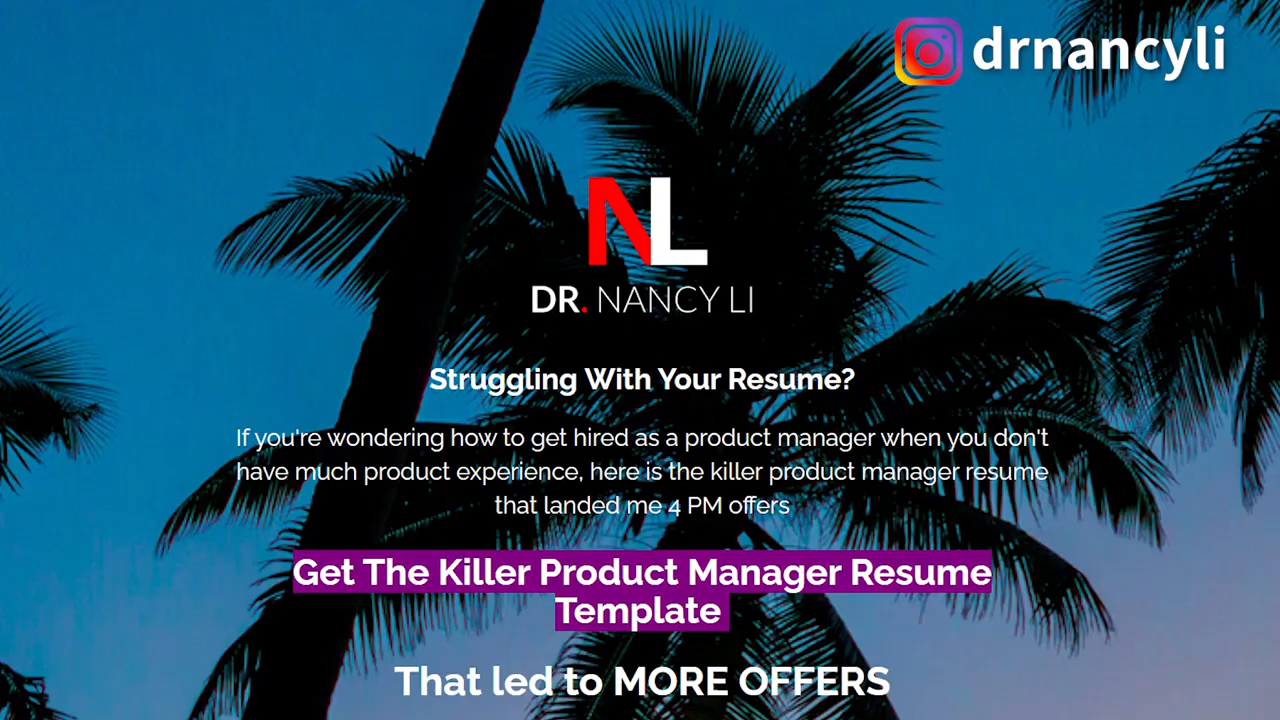 drnancyli
NL
DR. NANCY LI
Struggling With Your Resume?
If you're wondering how to get hired as a product manager when you don't
have much product experience, here is the killer product manager resume
that landed me 4 PM offers
Get The Killer Product Manager Resume
Template
That led to MORE OFFERS